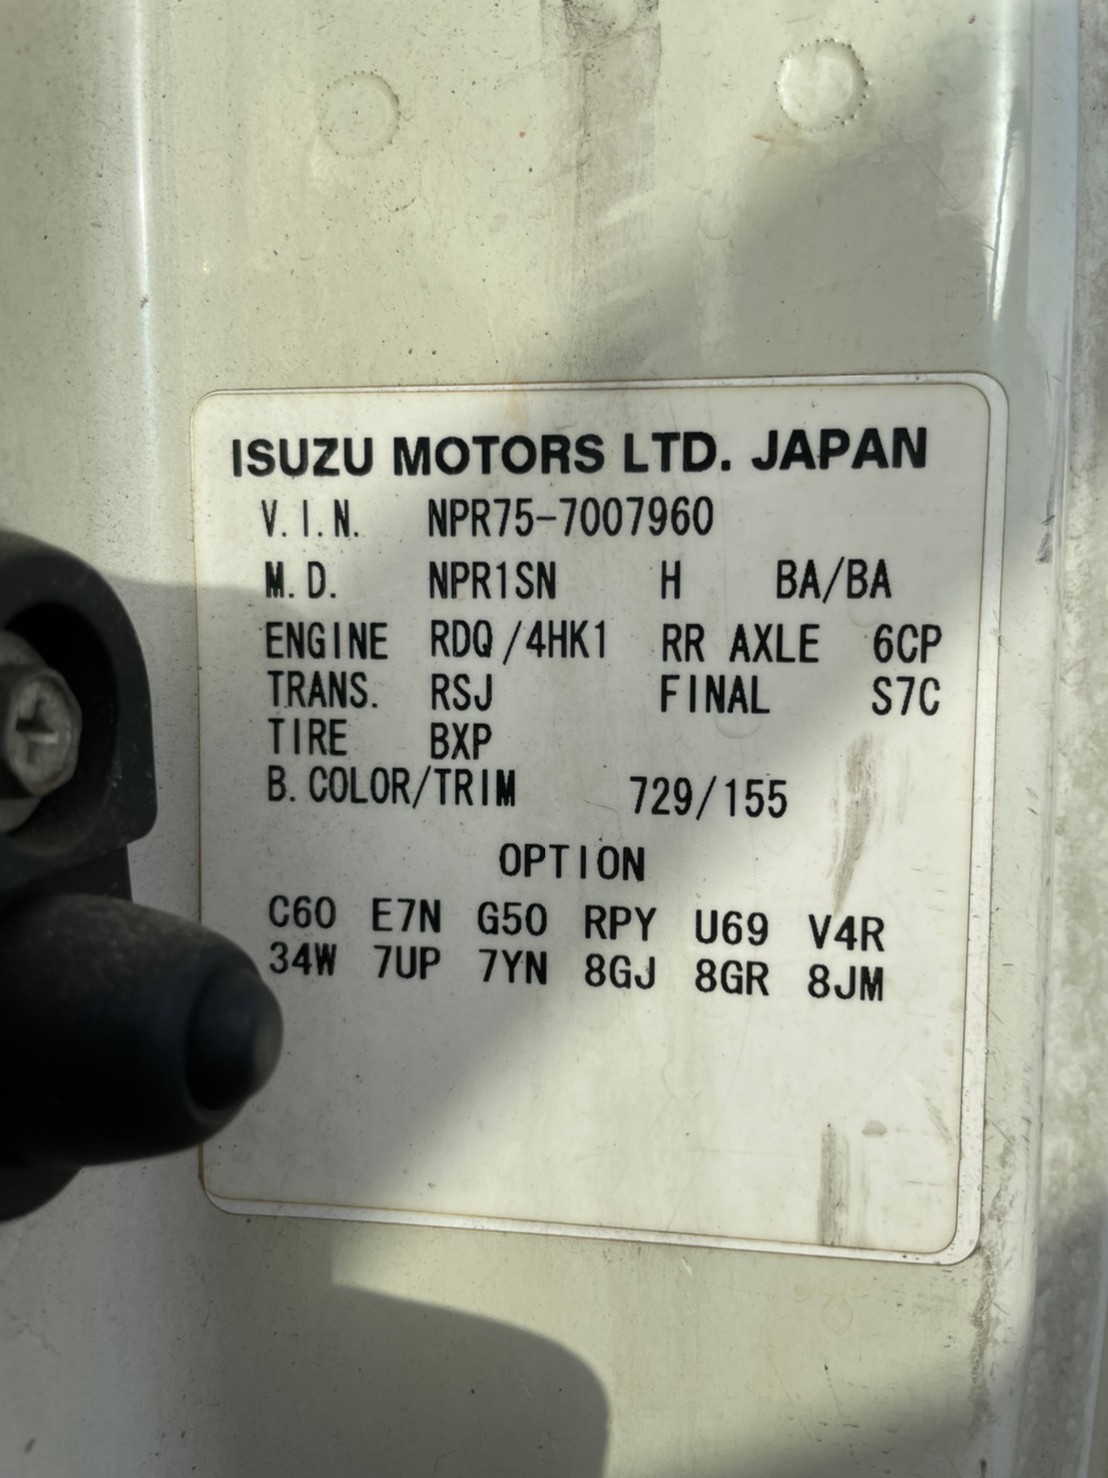 ISUZU MOTORS LTD. JAPAN
V.I.N. NPR75-7007960
M.D. NPR1SN H BA/BA
ENGINE RDQ/4HK1 RR AXLE 6CP
TRANS. RSJ FINAL S7C
TIRE BXP
B.COLOR/TRIM 729/155
OPTION
C60 E7N G50 RPY U69 V4R
34W 7UP 7YN 8GJ 8GR 8JM